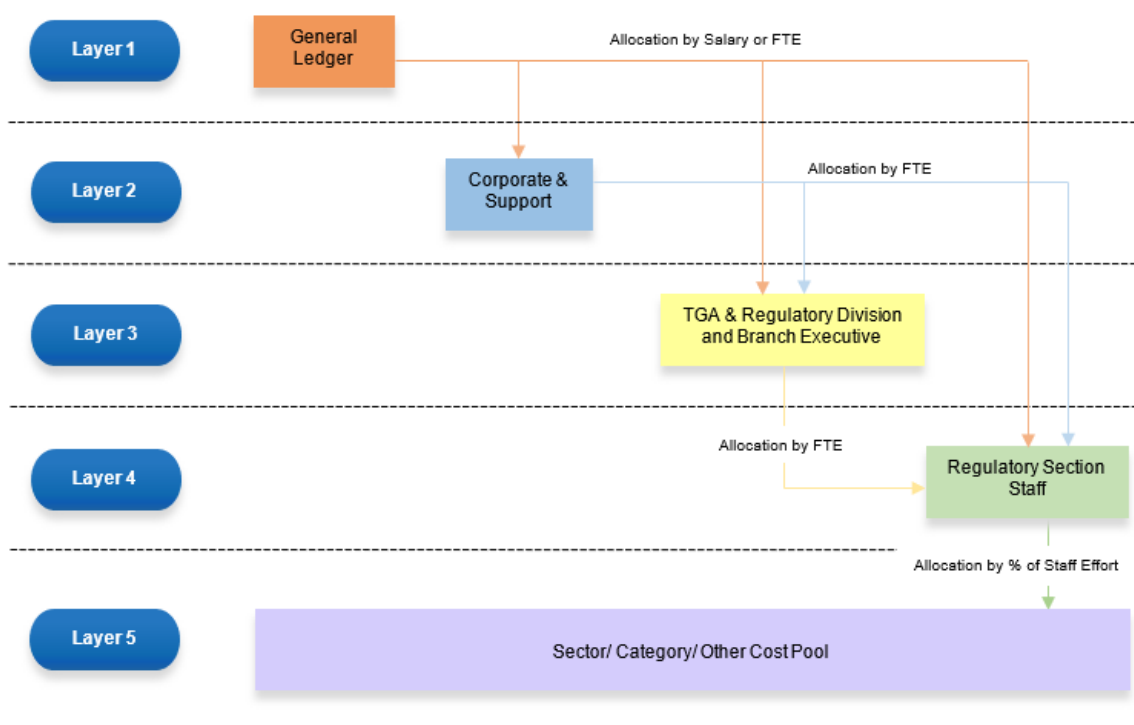 Layer 1
General
Ledger
Allocation by Salary or FTE
Layer 2
Corporate &
Support
Allocation by FTE
Layer 3
TGA & Regulatory Division
and Branch Executive
Layer 4
Allocation by FTE
Regulatory Section
Staff
Allocation by % of Staff Effort
Layer 5
Sector/ Category/ Other Cost Pool